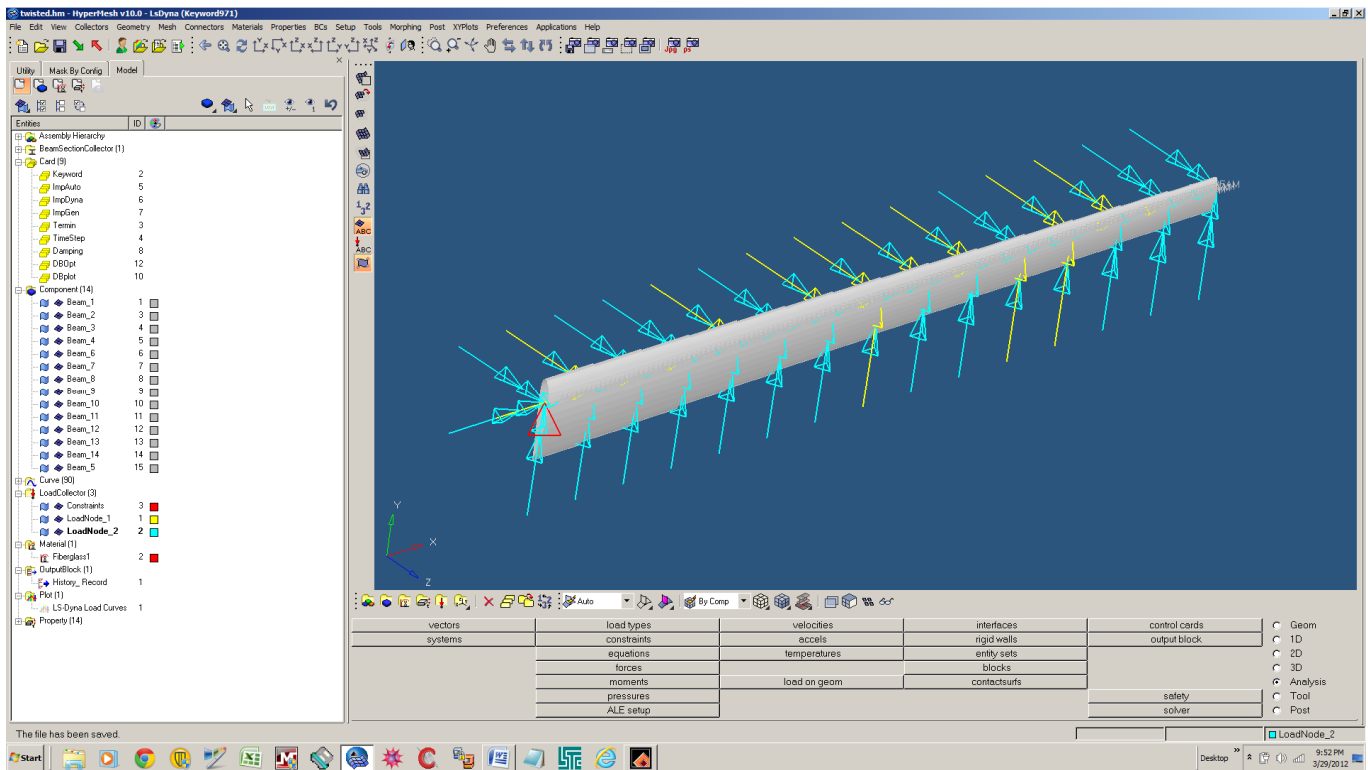 twisted.hm - HyperMesh v10.0 - LsDyna (Keyword971)
File Edit View Collectors Geometry Mesh Connectors Materials Properties BCs Setup Tools Morphing Post XYPlots Preferences Applications Help
Utility Mask By Config Model
Entities ID
Assembly Hierarchy
BeamSectionCollector (1)
Card (9)
Keyword 2
ImpAuto 5
ImpDyna 6
ImpGen 7
Termin 3
TimeStep 4
Damping 8
DBOpt 12
DBplot 10
Component (14)
Beam_1 1
Beam_2 3
Beam_3 4
Beam_4 5
Beam_6 6
Beam_7 7
Beam_8 8
Beam_9 9
Beam_10 10
Beam_11 11
Beam_12 12
Beam_13 13
Beam_14 14
Beam_5 15
Curve (90)
LoadCollector (3)
Constraints 3
LoadNode_1 1
LoadNode_2 2
Material (1)
Fiberglass1 2
OutputBlock (1)
History_ Record 1
Plot (1)
LS-Dyna Load Curves 1
Property (14)
1 2 3
ABC
ABC
Y
X
Z
Auto By Comp
vectors load types velocities interfaces control cards Geom
systems constraints accels rigid walls output block 1D
equations temperatures entity sets 2D
forces blocks 3D
moments load on geom contactsurfs Analysis
pressures safety Tool
ALE setup solver Post
The file has been saved.
LoadNode_2
Start
Desktop
9:52 PM
3/29/2012